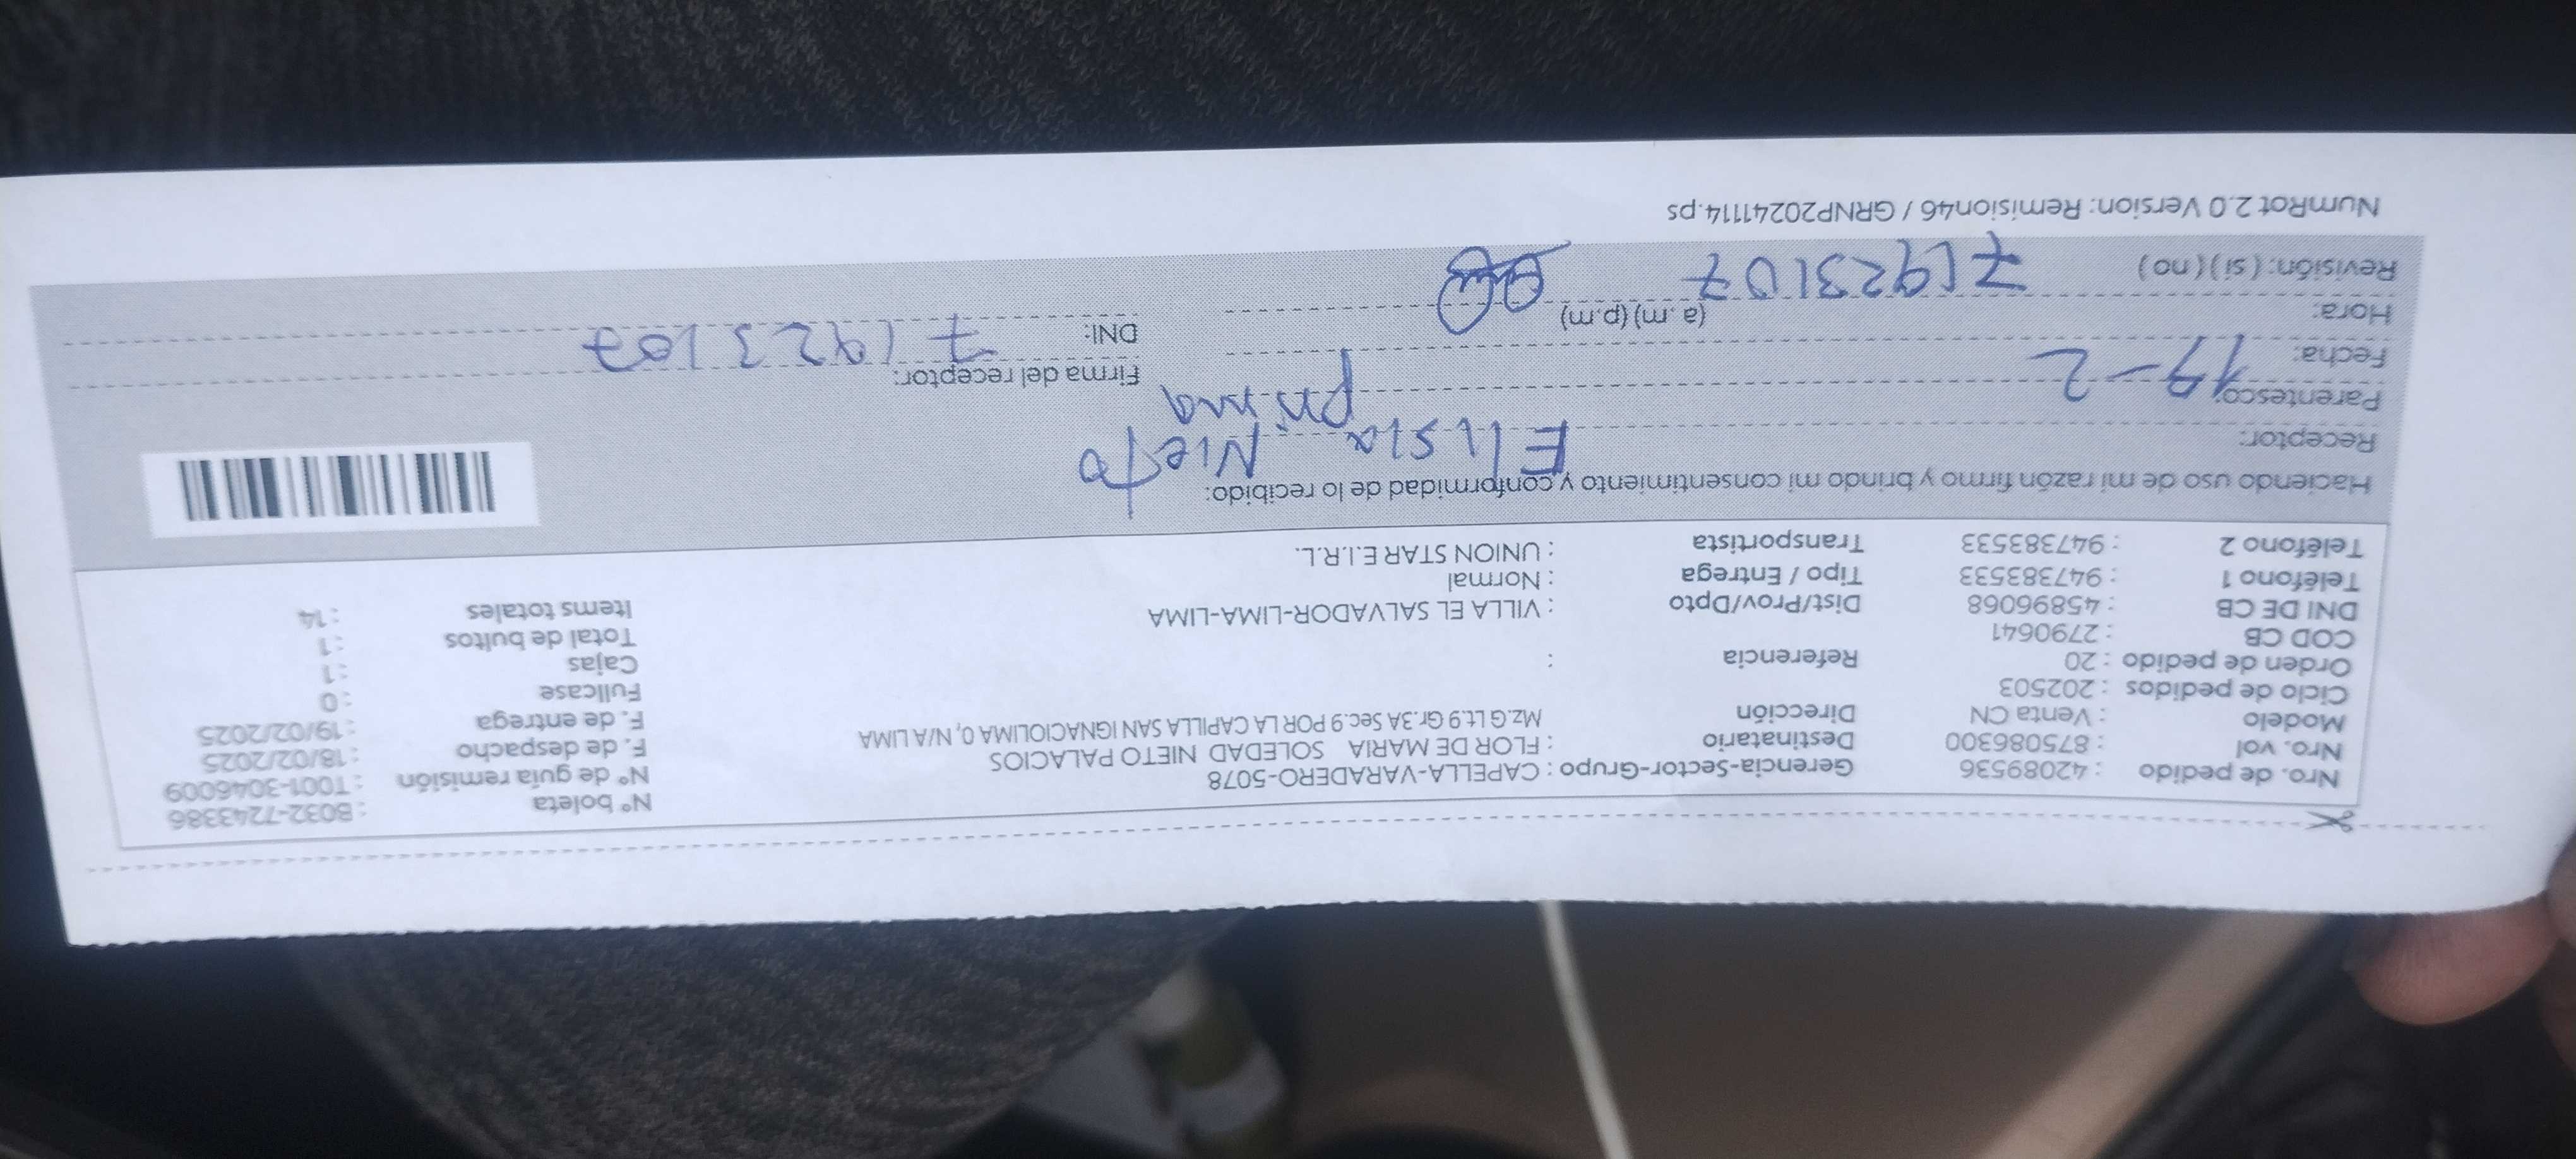 Nro. de pedido : 42089536 Gerencia-Sector-Grupo : CAPELLA-VARADERO-5078 N° boleta : B032-7243386
Nro. vol : 875086300 Destinatario : FLOR DE MARIA SOLEDAD NIETO PALACIOS N° de guía remisión : T001-3046009
Modelo : Venta CN Dirección Mz.G Lt.9 Gr.3A Sec.9 POR LA CAPILLA SAN IGNACIOLIMA 0, N/A LIMA F. de despacho : 18/02/2025
Ciclo de pedidos : 202503 F. de entrega : 19/02/2025
Orden de pedido : 20 Referencia : Fullcase : 0
COD CB : 2790641 Cajas : 1
DNI DE CB : 45896068 Dist/Prov/Dpto : VILLA EL SALVADOR-LIMA-LIMA Total de bultos : 1
Teléfono 1 : 947383533 Tipo / Entrega : Normal Items totales : 14
Teléfono 2 : 947383533 Transportista : UNION STAR E.I.R.L.
Haciendo uso de mi razón firmo y brindo mi consentimiento y conformidad de lo recibido:
Receptor: Elisia Nieto
Parentesco: prima Firma del receptor:
Fecha: 19-2 DNI: 71923107
Hora: (a.m) (p.m)
Revisión: ( si ) ( no ) 71923107
NumRot 2.0 Version: Remision46 / GRNP20241114.ps